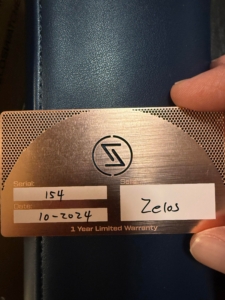 Serial:
154
Date:
10-2024
Zelos
1 Year Limited Warranty